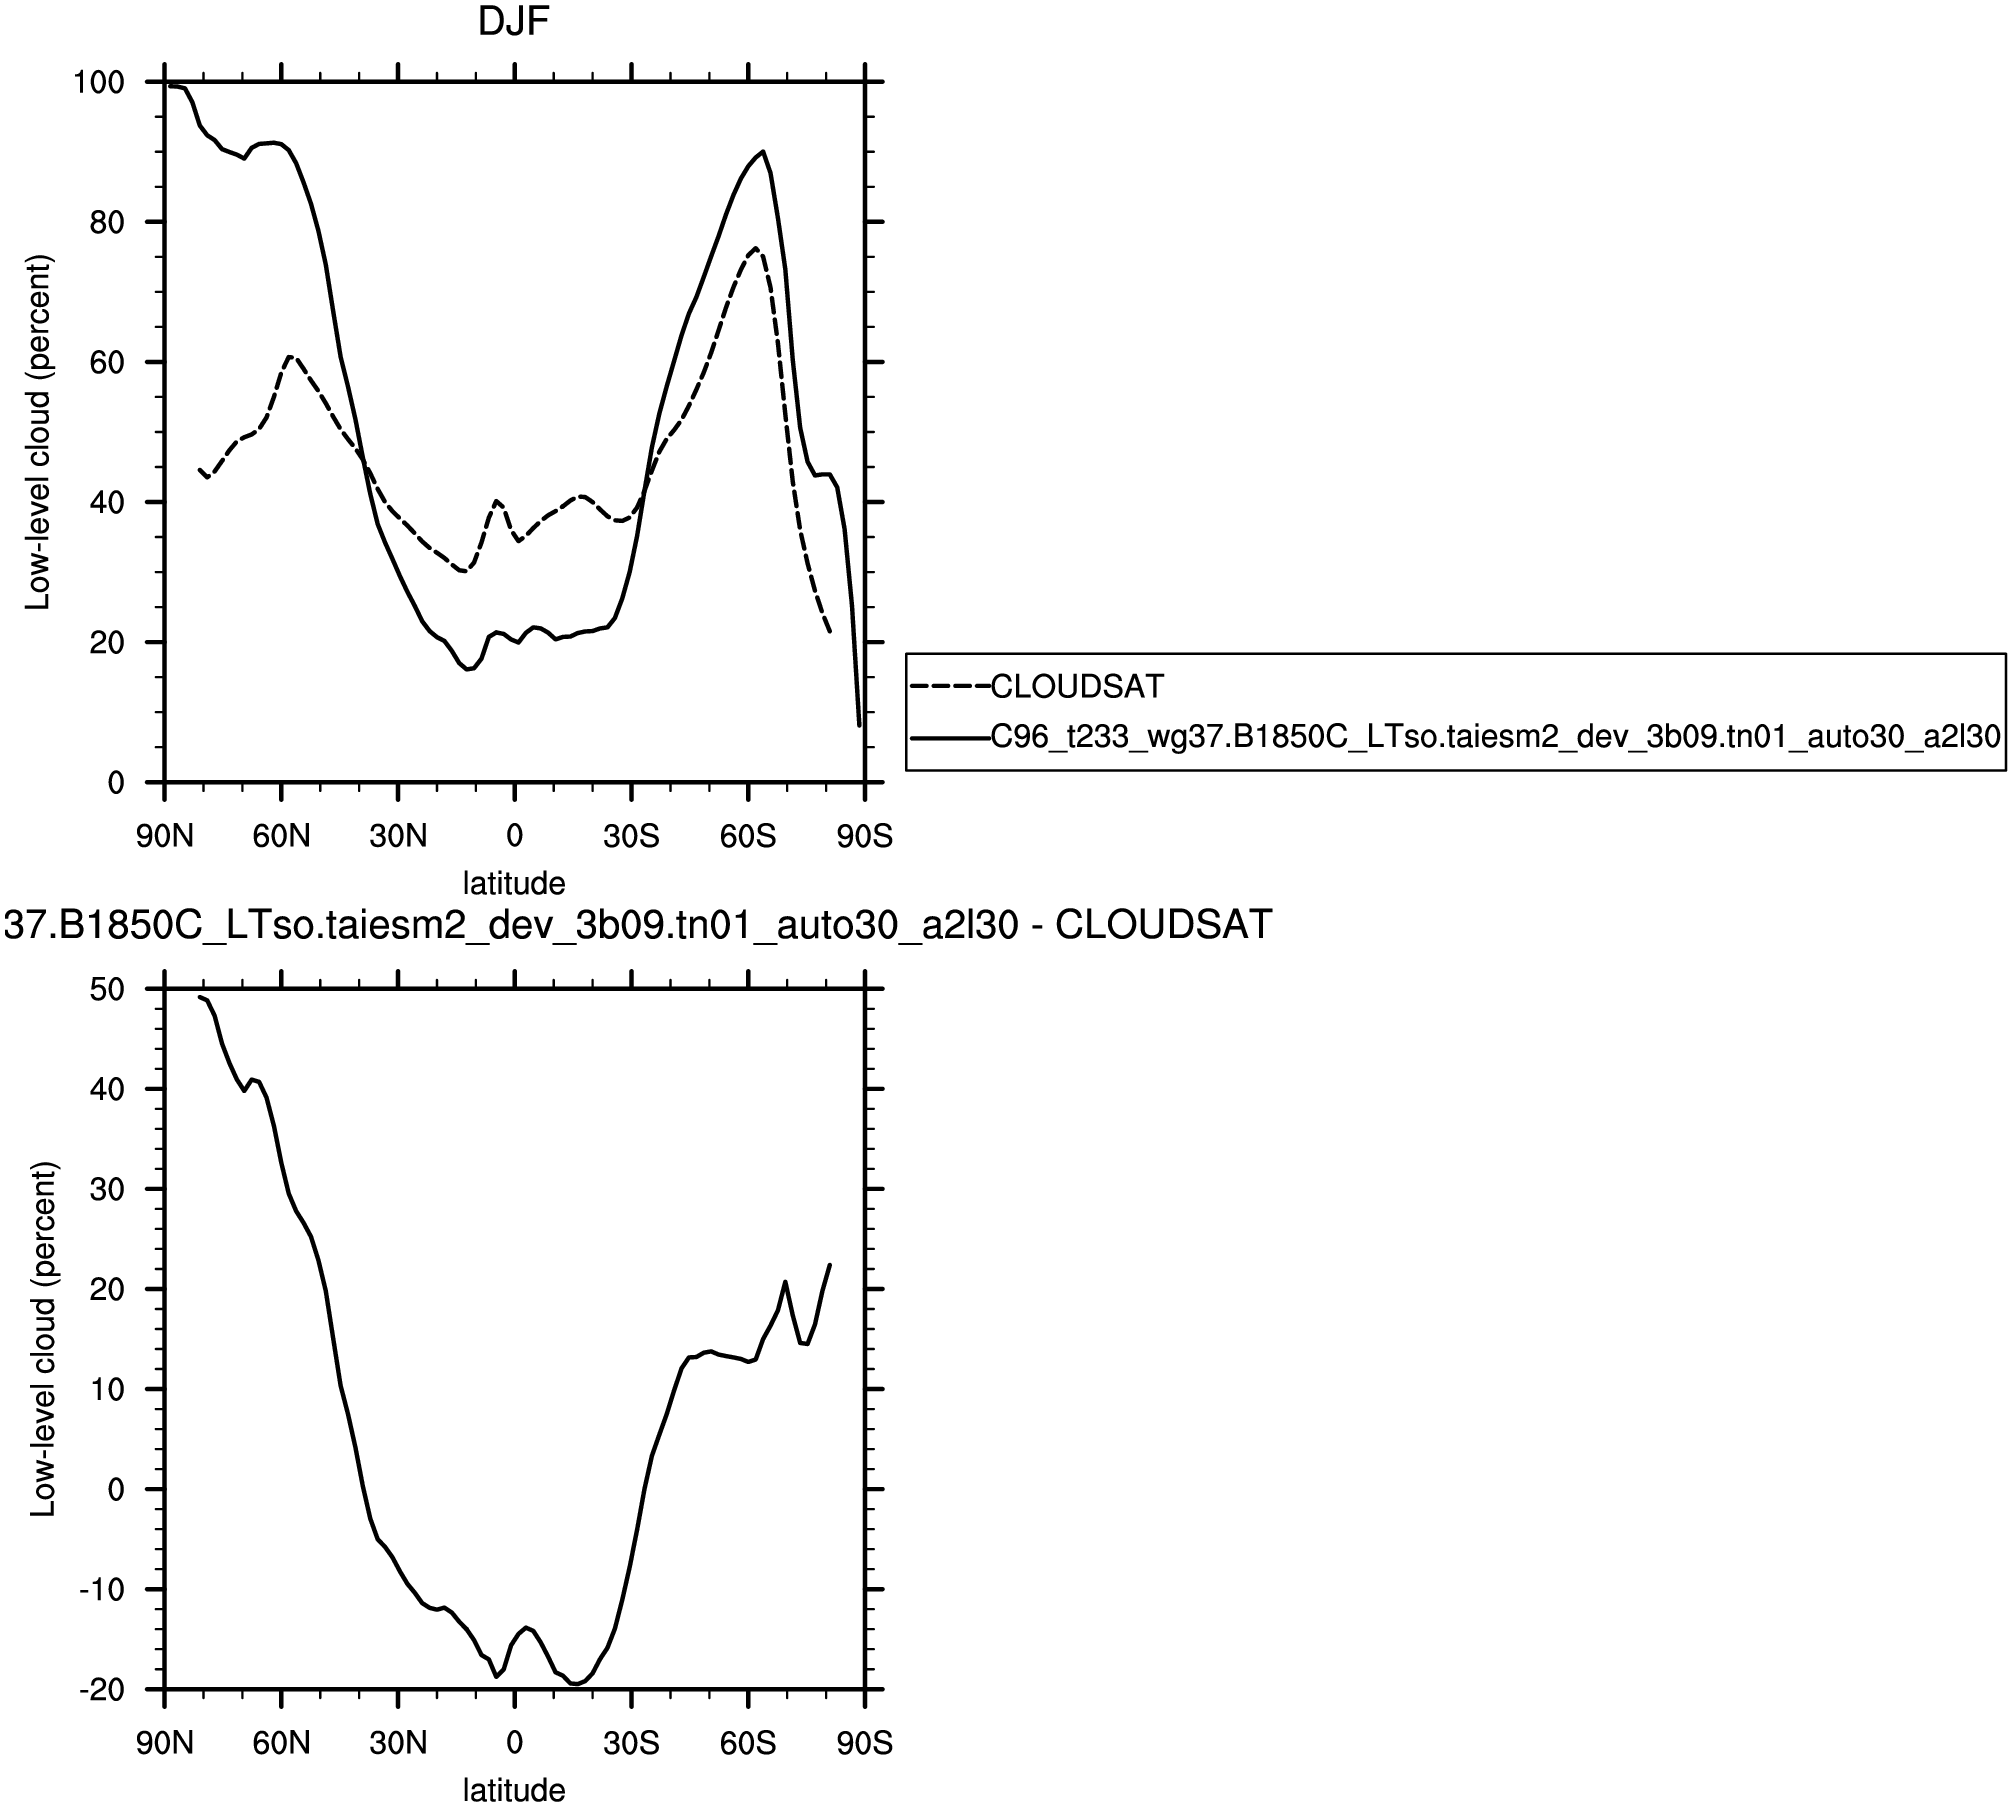 DJF
100
80
60
40
20
0
Low-level cloud (percent)
90N 60N 30N 0 30S 60S 90S
latitude
CLOUDSAT
C96_t233_wg37.B1850C_LTso.taiesm2_dev_3b09.tn01_auto30_a2l30
37.B1850C_LTso.taiesm2_dev_3b09.tn01_auto30_a2l30 - CLOUDSAT
50
40
30
20
10
0
-10
-20
Low-level cloud (percent)
90N 60N 30N 0 30S 60S 90S
latitude